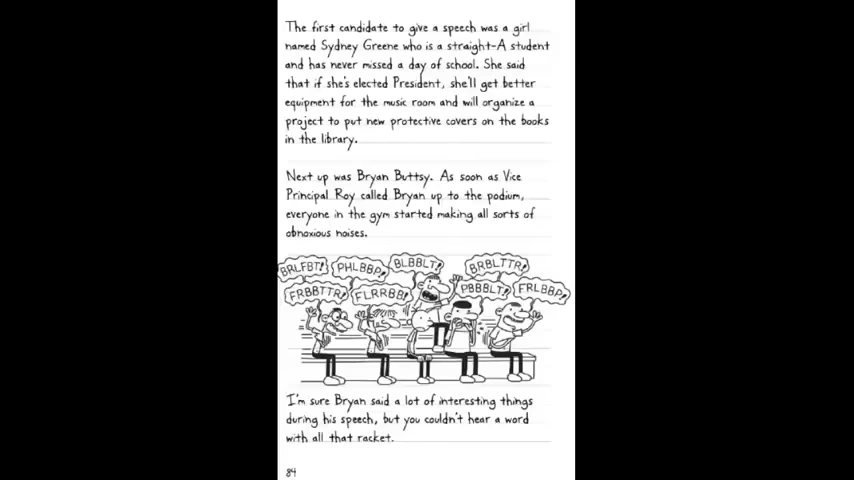 The first candidate to give a speech was a girl
named Sydney Greene who is a straight-A student
and has never missed a day of school. She said
that if she's elected President, she'll get better
equipment for the music room and will organize a
project to put new protective covers on the books
in the library.
Next up was Bryan Buttsy. As soon as Vice
Principal Roy called Bryan up to the podium,
everyone in the gym started making all sorts of
obnoxious noises.
BRLFBT!
PHLBBP!
BLBBLT!
BRBLTTR!
FRBBTTR!
FLRRBB!
PBBBLT!
FRLBBP!
I'm sure Bryan said a lot of interesting things
during his speech, but you couldn't hear a word
with all that racket.
84